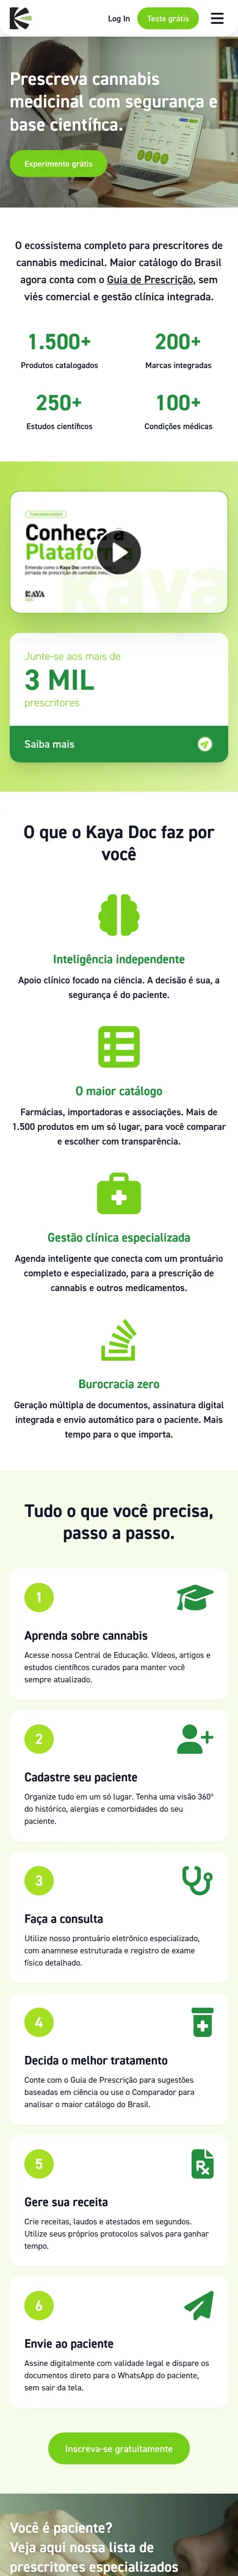 Log In
Teste grátis
Prescreva cannabis
medicinal com segurança e
base científica.
Experimente grátis
O ecossistema completo para prescritores de
cannabis medicinal. Maior catálogo do Brasil
agora conta com o Guia de Prescrição, sem
viés comercial e gestão clínica integrada.
1.500+
200+
Produtos catalogados
Marcas integradas
250+
100+
Estudos científicos
Condições médicas
Conheça a
Plataforma
KAYA
DOC
Junte-se aos mais de
3 MIL
prescritores
Saiba mais
O que o Kaya Doc faz por
você
Inteligência independente
Apoio clínico focado na ciência. A decisão é sua, a
segurança é do paciente.
O maior catálogo
Farmácias, importadoras e associações. Mais de
1.500 produtos em um só lugar, para você comparar
e escolher com transparência.
Gestão clínica especializada
Agenda inteligente que conecta com um prontuário
completo e especializado, para a prescrição de
cannabis e outros medicamentos.
Burocracia zero
Geração múltipla de documentos, assinatura digital
integrada e envio automático para o paciente. Mais
tempo para o que importa.
Tudo o que você precisa,
passo a passo.
1
Aprenda sobre cannabis
Acesse nossa Central de Educação. Vídeos, artigos e
estudos científicos curados para manter você
sempre atualizado.
2
Cadastre seu paciente
Organize tudo em um só lugar. Tenha uma visão 360º
do histórico, alergias e comorbidades do seu
paciente.
3
Faça a consulta
Utilize nosso prontuário eletrônico especializado,
com anamnese estruturada e registro de exame
físico detalhado.
4
Decida o melhor tratamento
Conte com o Guia de Prescrição para sugestões
baseadas em ciência ou use o Comparador para
analisar o maior catálogo do Brasil.
5
Gere sua receita
Crie receitas, laudos e atestados em segundos.
Utilize seus próprios protocolos salvos para ganhar
tempo.
6
Envie ao paciente
Assine digitalmente com validade legal e dispare os
documentos direto para o WhatsApp do paciente,
sem sair da tela.
Inscreva-se gratuitamente
Você é paciente?
Veja aqui nossa lista de
prescritores especializados